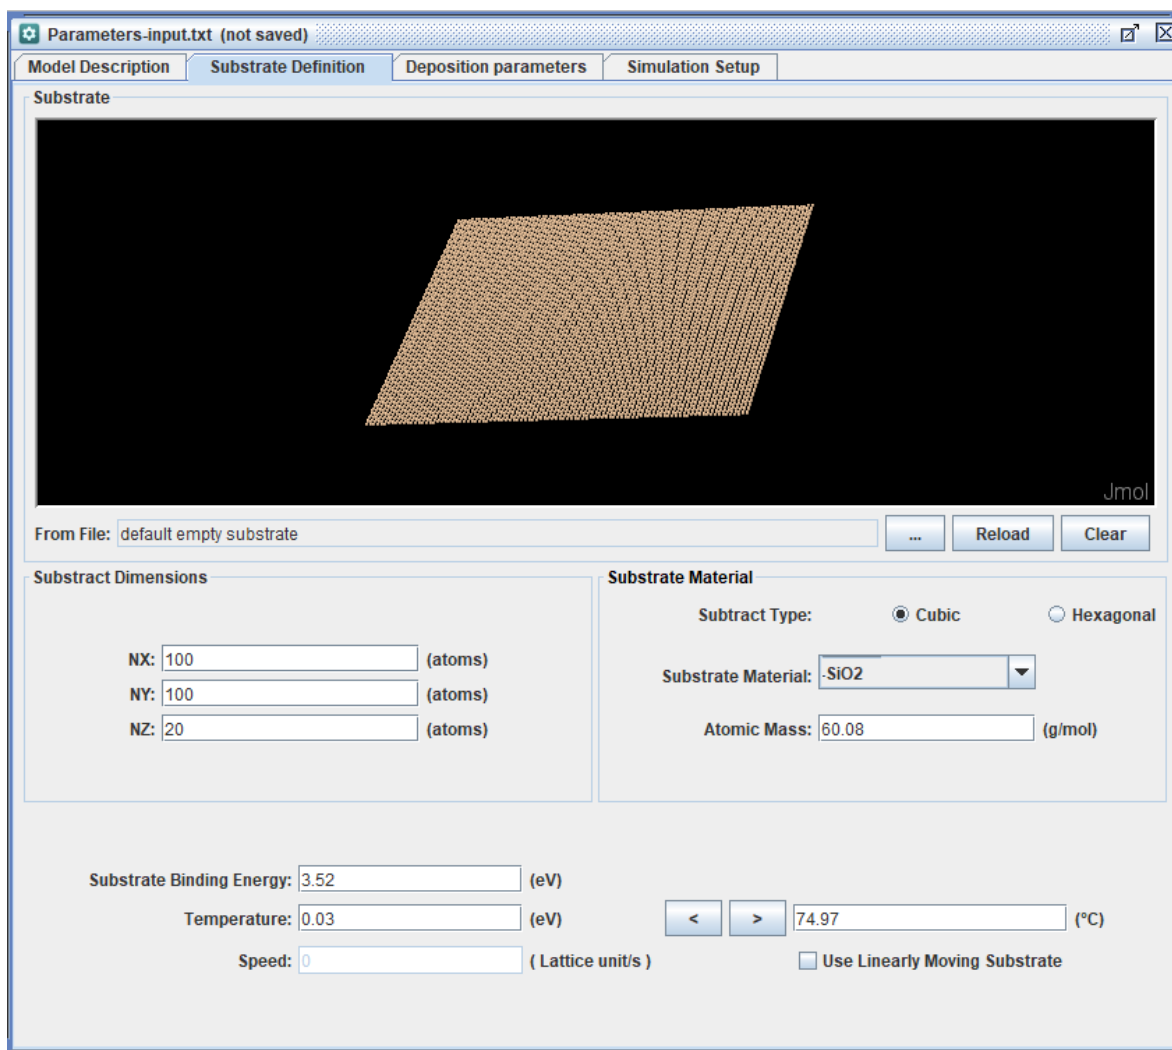 Parameters-input.txt (not saved)
Model Description Substrate Definition Deposition parameters Simulation Setup
Substrate
Jmol
From File: default empty substrate ... Reload Clear
Substract Dimensions
NX: 100 (atoms)
NY: 100 (atoms)
NZ: 20 (atoms)
Substrate Material
Subtract Type: Cubic Hexagonal
Substrate Material: -SiO2
Atomic Mass: 60.08 (g/mol)
Substrate Binding Energy: 3.52 (eV)
Temperature: 0.03 (eV) < > 74.97 (ºC)
Speed: 0 ( Lattice unit/s ) Use Linearly Moving Substrate